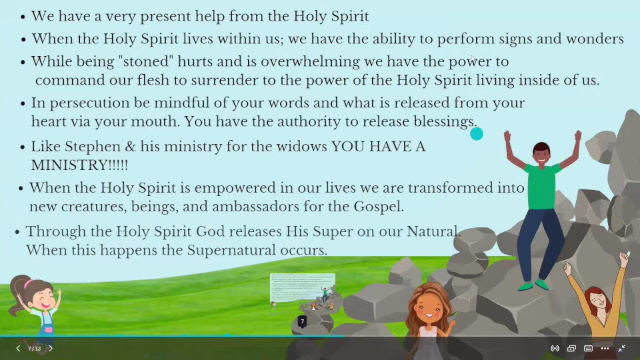 • We have a very present help from the Holy Spirit
• When the Holy Spirit lives within us; we have the ability to perform signs and wonders
• While being "stoned" hurts and is overwhelming we have the power to
command our flesh to surrender to the power of the Holy Spirit living inside of us.
• In persecution be mindful of your words and what is released from your
heart via your mouth. You have the authority to release blessings.
• Like Stephen & his ministry for the widows YOU HAVE A
MINISTRY!!!!!
• When the Holy Spirit is empowered in our lives we are transformed into
new creatures, beings, and ambassadors for the Gospel.
• Through the Holy Spirit God releases His Super on our Natural.
When this happens the Supernatural occurs.
7
7/13